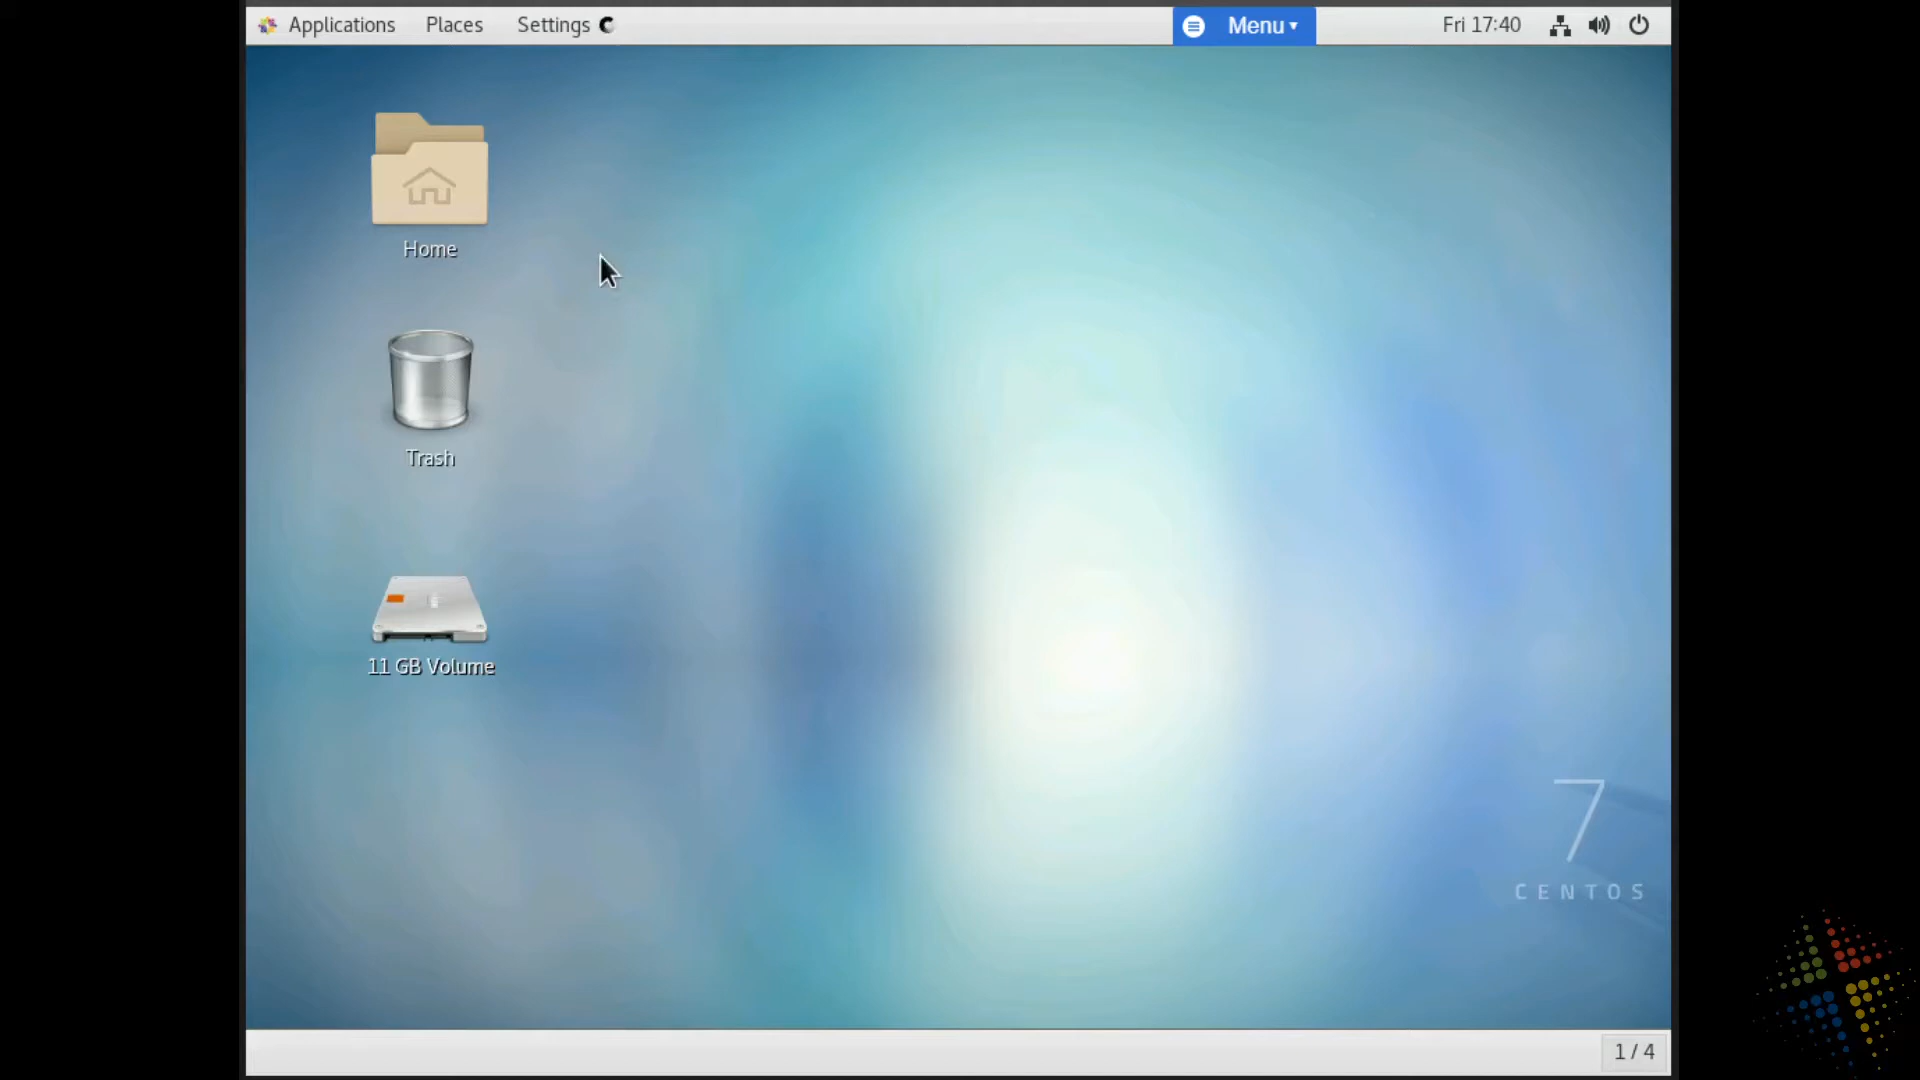 Applications Places Settings Menu Fri 17:40
Home
Trash
11 GB Volume
7
CENTOS
1 / 4